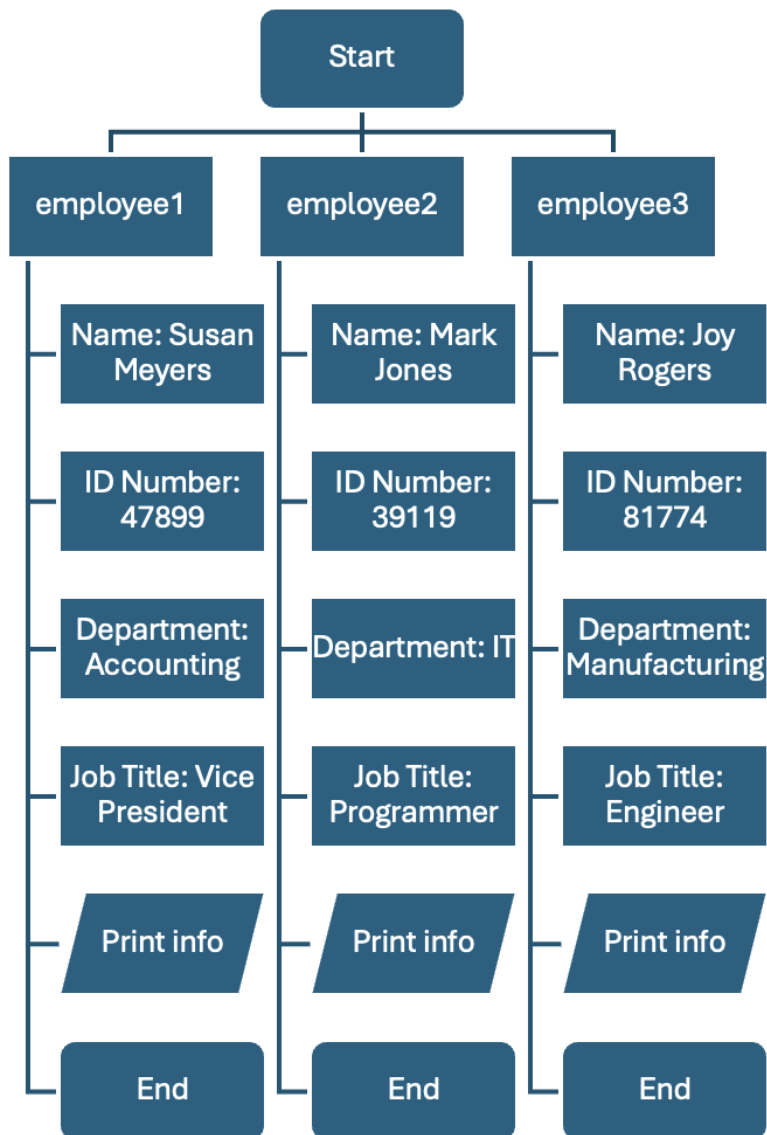 Start
employee1
employee2
employee3
Name: Susan
Meyers
Name: Mark
Jones
Name: Joy
Rogers
ID Number:
47899
ID Number:
39119
ID Number:
81774
Department:
Accounting
Department: IT
Department:
Manufacturing
Job Title: Vice
President
Job Title:
Programmer
Job Title:
Engineer
Print info
Print info
Print info
End
End
End